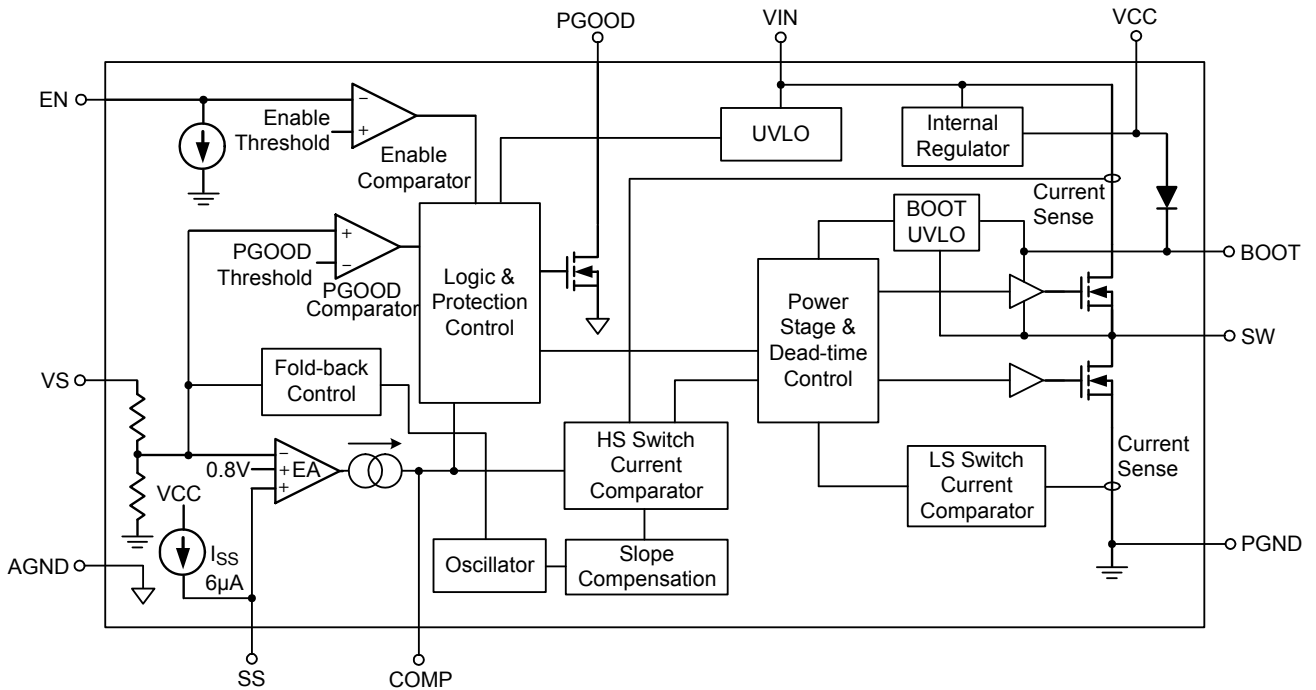 PGOOD
VIN
VCC
EN
Enable
Threshold
−
+
Enable
Comparator
UVLO
Internal
Regulator
Current
Sense
BOOT
UVLO
BOOT
PGOOD
Threshold
+
−
PGOOD
Comparator
Logic &
Protection
Control
Power
Stage &
Dead-time
Control
SW
VS
Fold-back
Control
0.8V
−
+
+
EA
HS Switch
Current
Comparator
LS Switch
Current
Comparator
Current
Sense
VCC
ISS
6µA
AGND
Oscillator
Slope
Compensation
PGND
SS
COMP